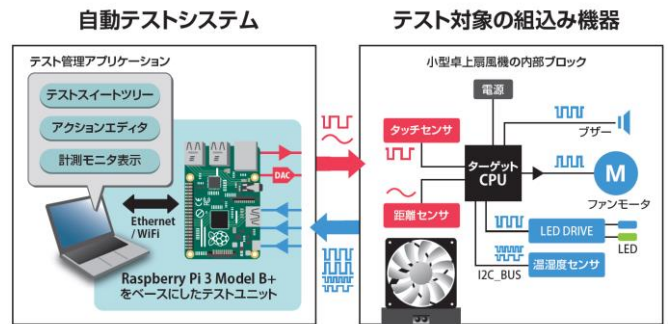 自動テストシステム
テスト対象の組込み機器
テスト管理アプリケーション
テストスイートツリー
アクションエディタ
計測モニタ表示
DAC
Ethernet
/ WiFi
Raspberry Pi 3 Model B+
をベースにしたテストユニット
小型卓上扇風機の内部ブロック
電源
タッチセンサ
ブザー
ターゲット
CPU
M
ファンモータ
距離センサ
LED DRIVE
LED
I2C_BUS
温湿度センサ